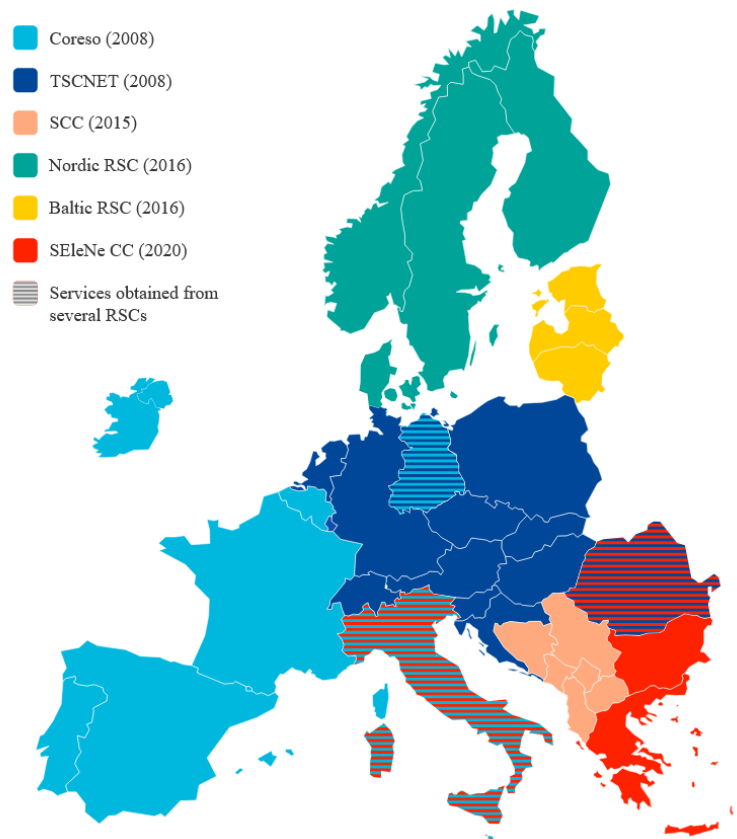 Coreso (2008)
TSCNET (2008)
SCC (2015)
Nordic RSC (2016)
Baltic RSC (2016)
SEleNe CC (2020)
Services obtained from
several RSCs